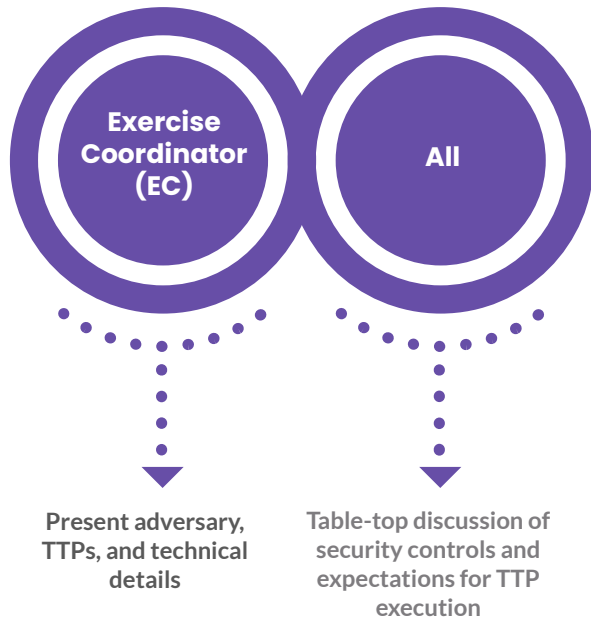 Exercise
Coordinator
(EC)
All
Present adversary,
TTPs, and technical
details
Table-top discussion of
security controls and
expectations for TTP
execution